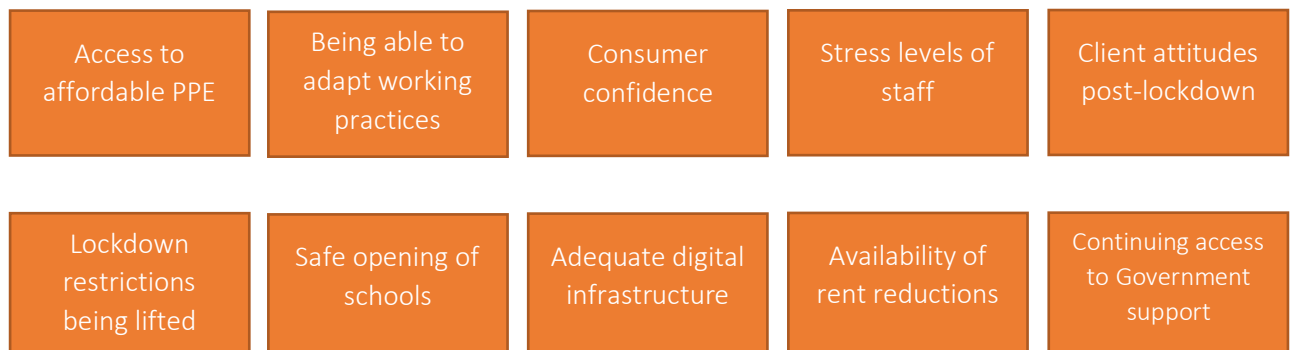 Access to
affordable PPE
Being able to
adapt working
practices
Consumer
confidence
Stress levels of
staff
Client attitudes
post-lockdown
Lockdown
restrictions
being lifted
Safe opening of
schools
Adequate digital
infrastructure
Availability of
rent reductions
Continuing access
to Government
support